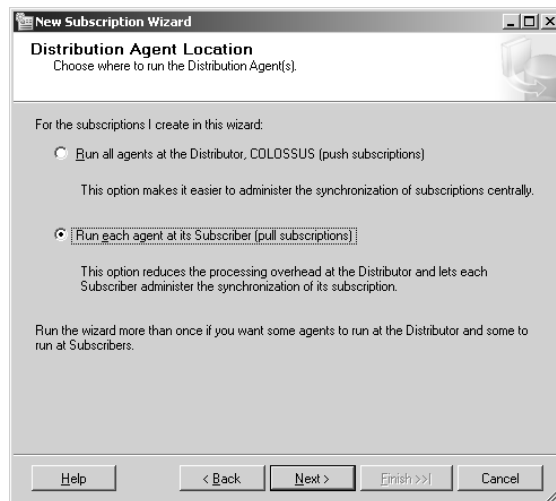 New Subscription Wizard
Distribution Agent Location
Choose where to run the Distribution Agent(s).
For the subscriptions I create in this wizard:
Run all agents at the Distributor, COLOSSUS (push subscriptions)
This option makes it easier to administer the synchronization of subscriptions centrally.
Run each agent at its Subscriber (pull subscriptions)
This option reduces the processing overhead at the Distributor and lets each
Subscriber administer the synchronization of its subscription.
Run the wizard more than once if you want some agents to run at the Distributor and some to
run at Subscribers.
Help < Back Next > Finish >>| Cancel